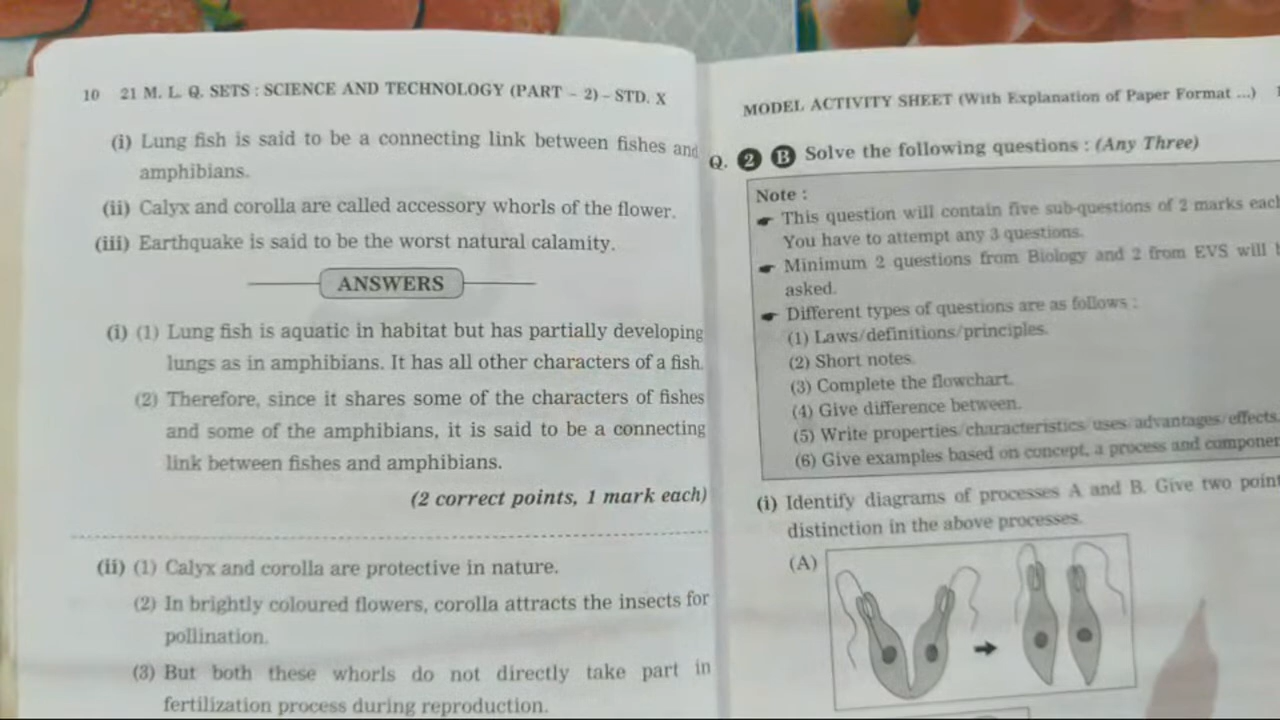 10 21 M. L. Q. SETS : SCIENCE AND TECHNOLOGY (PART - 2) - STD. X
(i) Lung fish is said to be a connecting link between fishes and
amphibians.
(ii) Calyx and corolla are called accessory whorls of the flower.
(iii) Earthquake is said to be the worst natural calamity.
ANSWERS
(i) (1) Lung fish is aquatic in habitat but has partially developing
lungs as in amphibians. It has all other characters of a fish.
(2) Therefore, since it shares some of the characters of fishes
and some of the amphibians, it is said to be a connecting
link between fishes and amphibians.
(2 correct points, 1 mark each)
(ii) (1) Calyx and corolla are protective in nature.
(2) In brightly coloured flowers, corolla attracts the insects for
pollination.
(3) But both these whorls do not directly take part in
fertilization process during reproduction.
MODEL ACTIVITY SHEET (With Explanation of Paper Format ...)
Q. 2 B Solve the following questions : (Any Three)
Note :
☛ This question will contain five sub-questions of 2 marks each
You have to attempt any 3 questions.
☛ Minimum 2 questions from Biology and 2 from EVS will
asked.
☛ Different types of questions are as follows :
(1) Laws/definitions/principles.
(2) Short notes.
(3) Complete the flowchart.
(4) Give difference between.
(5) Write properties/characteristics/uses/advantages/effects.
(6) Give examples based on concept, a process and
(i) Identify diagrams of processes A and B. Give two
distinction in the above processes.
(A)